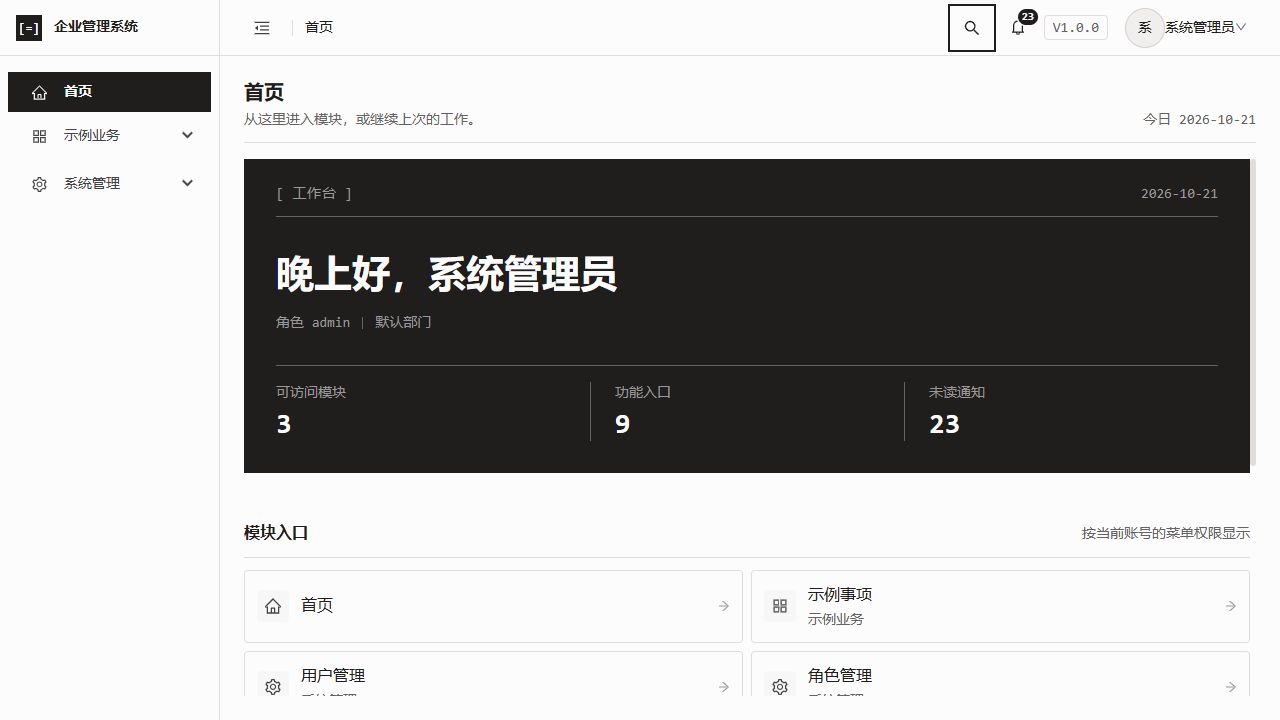 [=] 企业管理系统
首页
23
V1.0.0
系 系统管理员
首页
示例业务
系统管理
首页
从这里进入模块，或继续上次的工作。
今日 2026-10-21
[ 工作台 ]
2026-10-21
晚上好，系统管理员
角色 admin | 默认部门
可访问模块
3
功能入口
9
未读通知
23
模块入口
按当前账号的菜单权限显示
首页
示例事项
示例业务
用户管理
角色管理